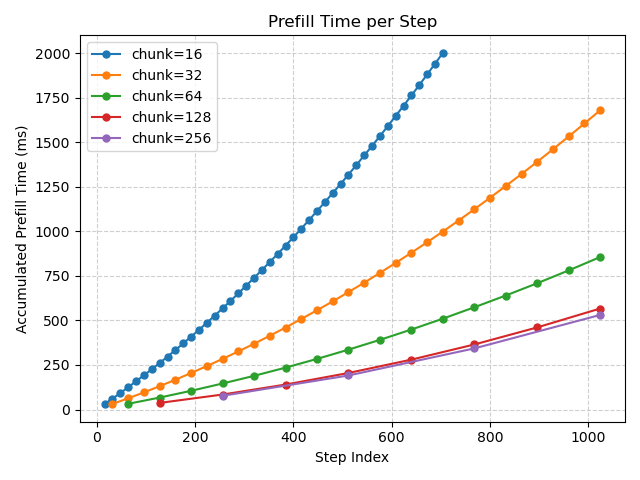 Prefill Time per Step
Accumulated Prefill Time (ms)
2000
1750
1500
1250
1000
750
500
250
0
chunk=16
chunk=32
chunk=64
chunk=128
chunk=256
0 200 400 600 800 1000
Step Index